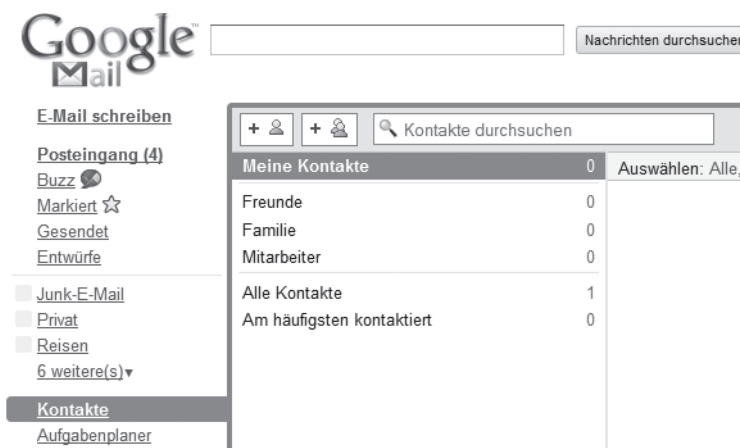 Google™
Mail
Nachrichten durchsuchen
E-Mail schreiben
Posteingang (4)
Buzz
Markiert
Gesendet
Entwürfe
Junk-E-Mail
Privat
Reisen
6 weitere(s)▾
Kontakte
Aufgabenplaner
Kontakte durchsuchen
Meine Kontakte 0
Freunde 0
Familie 0
Mitarbeiter 0
Alle Kontakte 1
Am häufigsten kontaktiert 0
Auswählen: Alle,